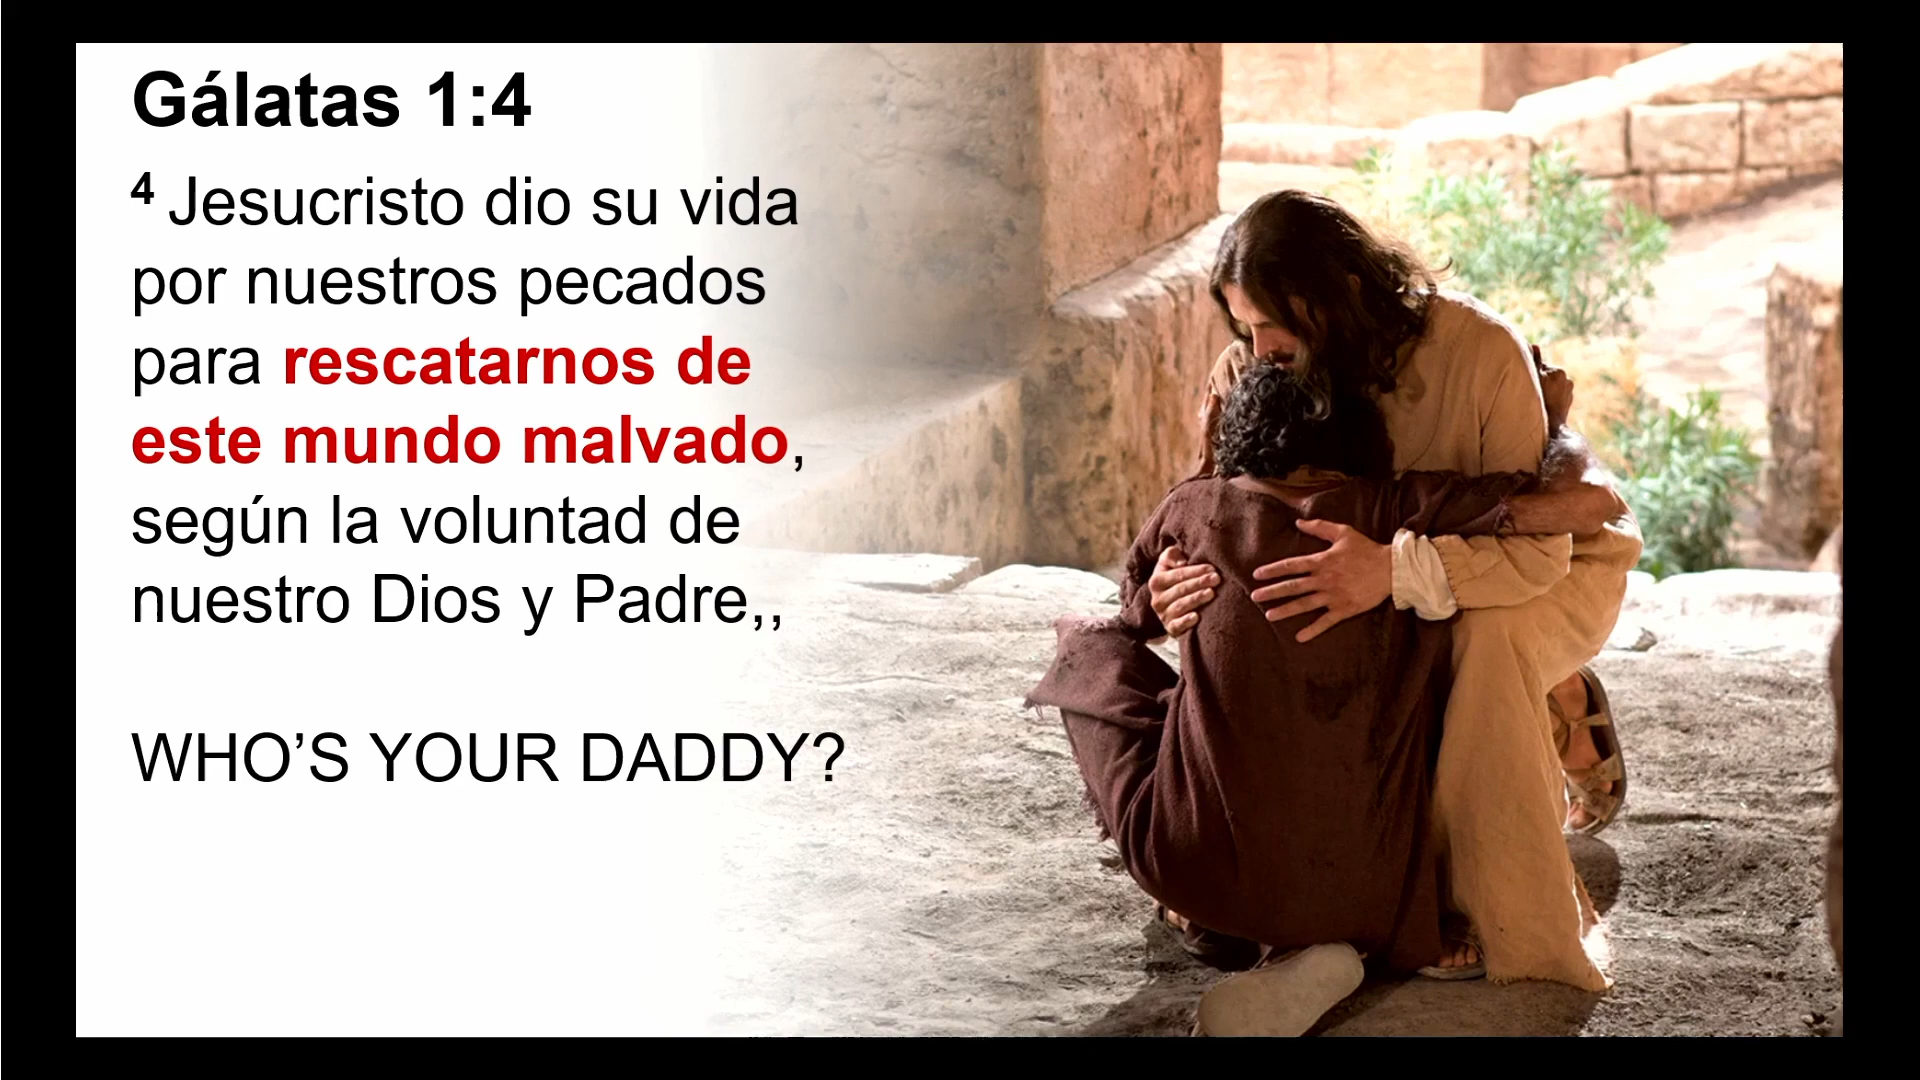 Gálatas 1:4
4 Jesucristo dio su vida
por nuestros pecados
para rescatarnos de
este mundo malvado,
según la voluntad de
nuestro Dios y Padre,,
WHO’S YOUR DADDY?